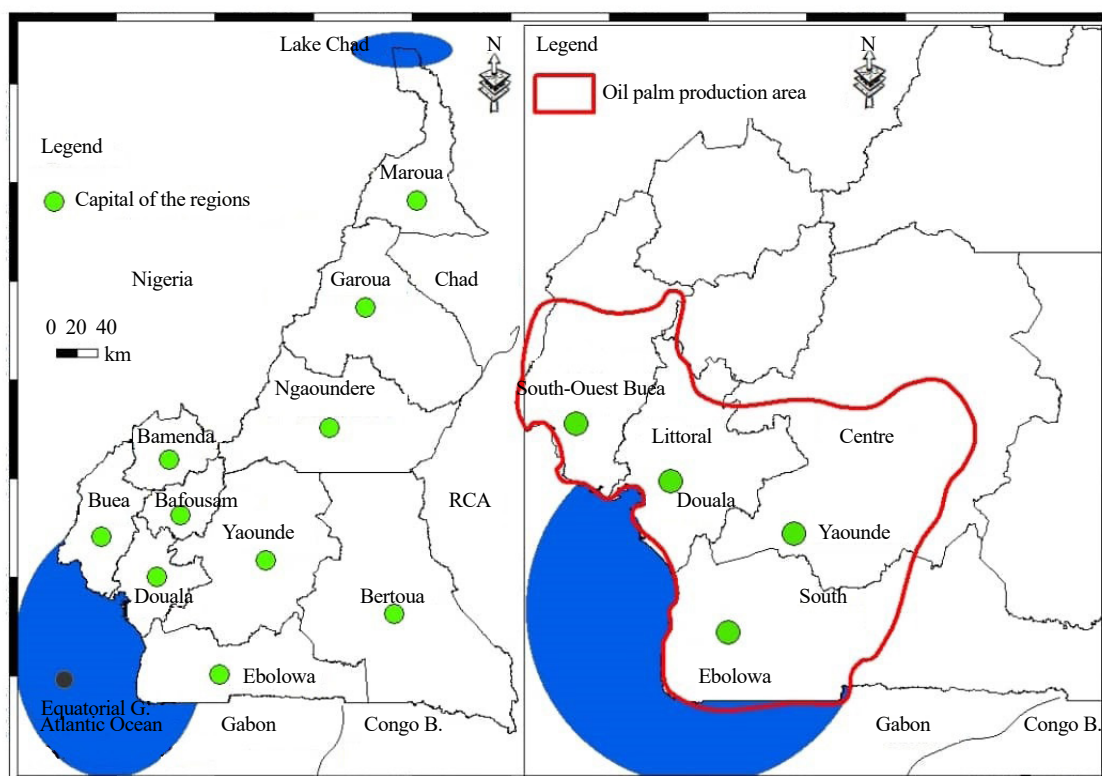 Lake Chad
N
Legend
Maroua
Capital of the regions
Nigeria
Garoua
Chad
0 20 40
km
Ngaoundere
Bamenda
Buea
Bafousam
RCA
Yaounde
Douala
Bertoua
Ebolowa
Equatorial G.
Atlantic Ocean
Gabon
Congo B.
Legend
N
Oil palm production area
South-Ouest Buea
Littoral
Centre
Douala
Yaounde
South
Ebolowa
Gabon
Congo B.